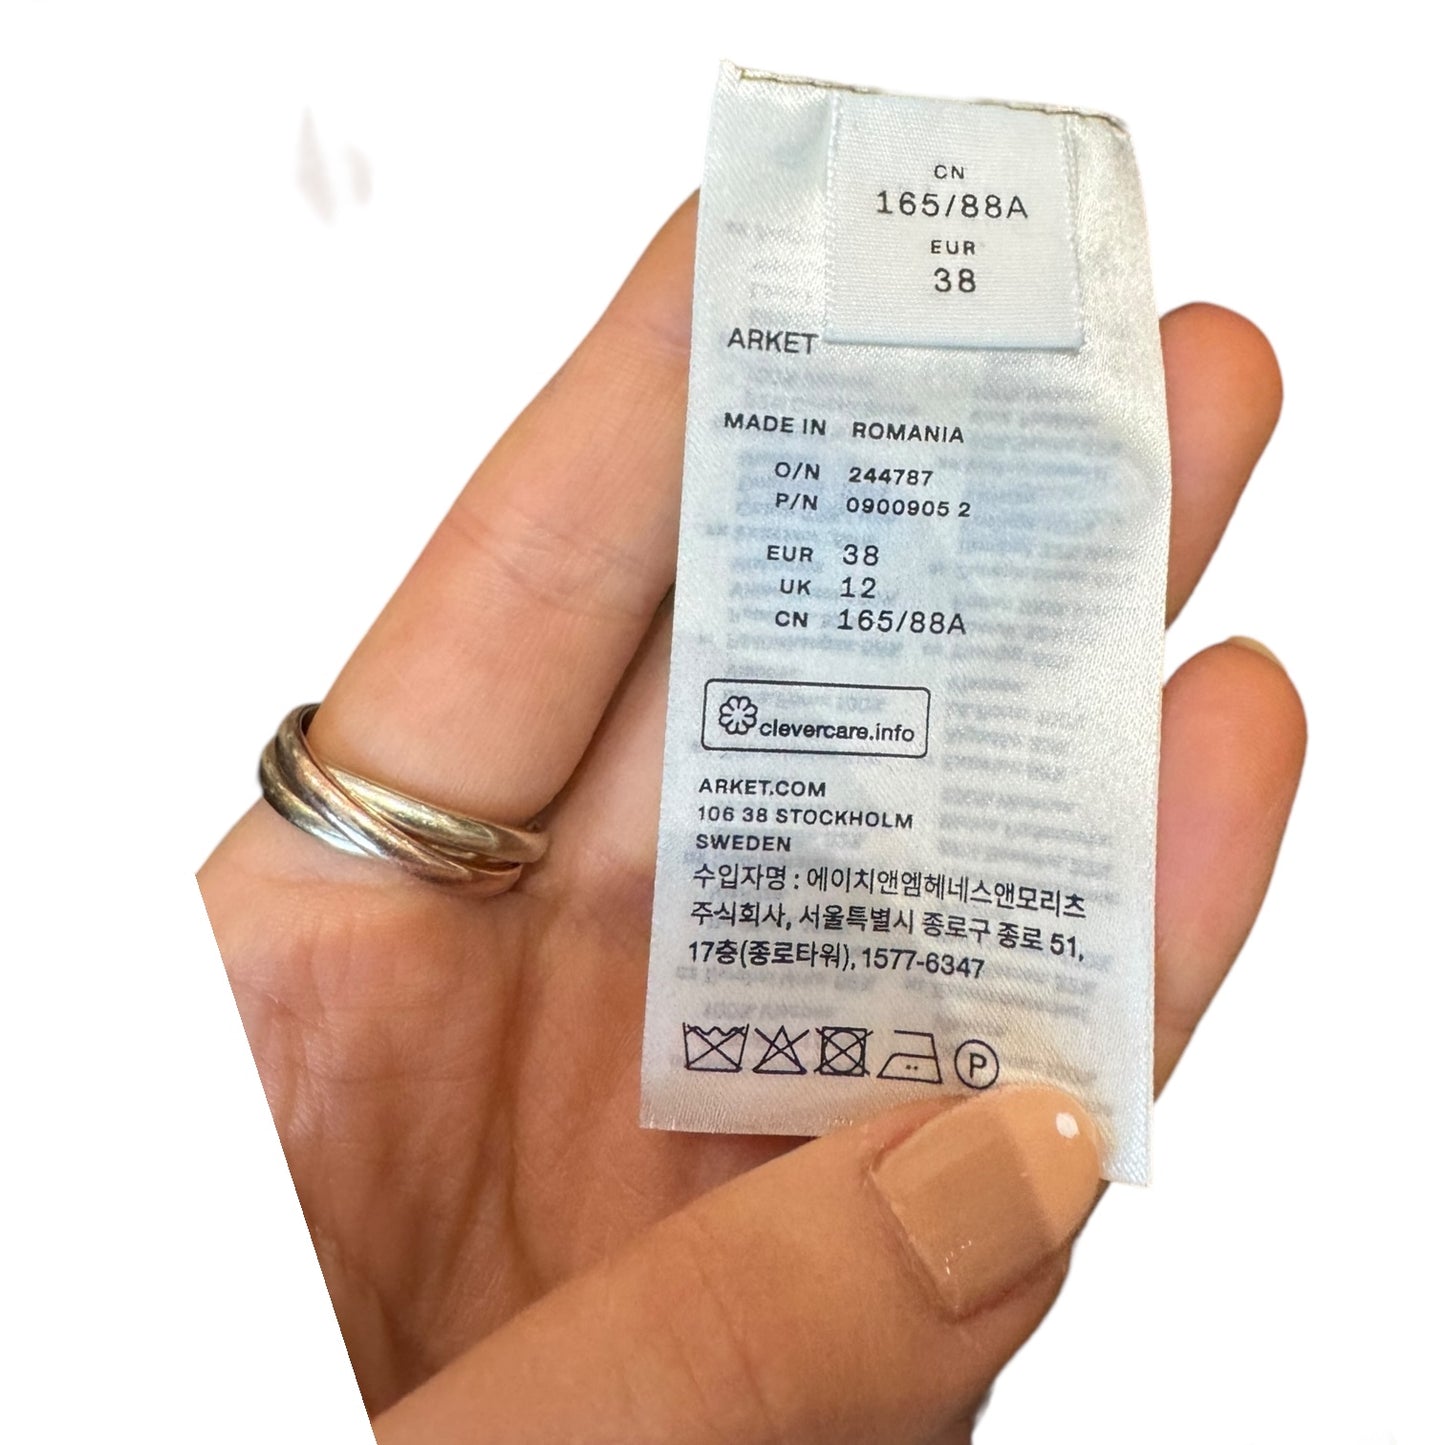 CN
165/88A
EUR
38
ARKET
MADE IN ROMANIA
O/N 244787
P/N 0900905 2
EUR 38
UK 12
CN 165/88A
clevercare.info
ARKET.COM
106 38 STOCKHOLM
SWEDEN
수입자명 : 에이치앤엠헤네스앤모리츠
주식회사, 서울특별시 종로구 종로 51,
17층(종로타워), 1577-6347
P